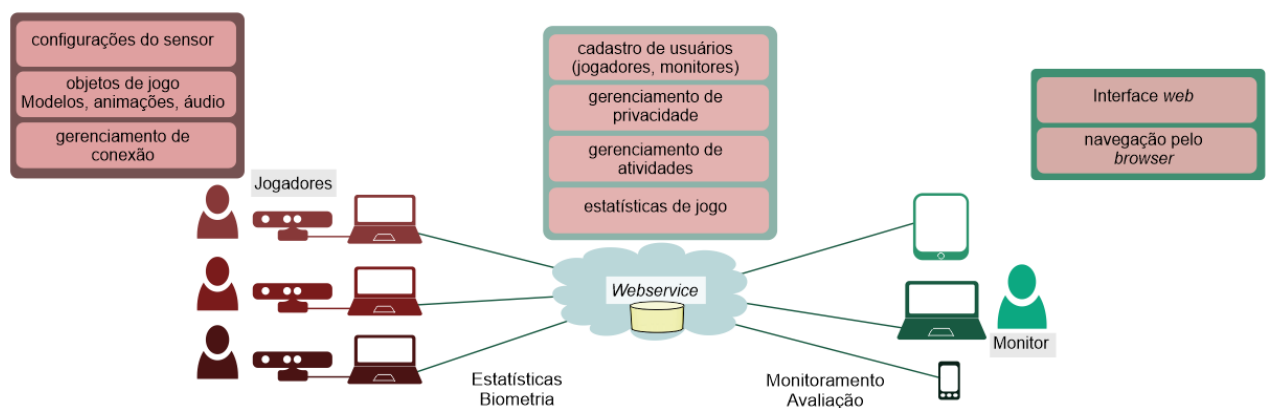 configurações do sensor
objetos de jogo
Modelos, animações, áudio
gerenciamento de
conexão
Jogadores
cadastro de usuários
(jogadores, monitores)
gerenciamento de
privacidade
gerenciamento de
atividades
estatísticas de jogo
Webservice
Interface web
navegação pelo
browser
Monitor
Estatísticas
Biometria
Monitoramento
Avaliação